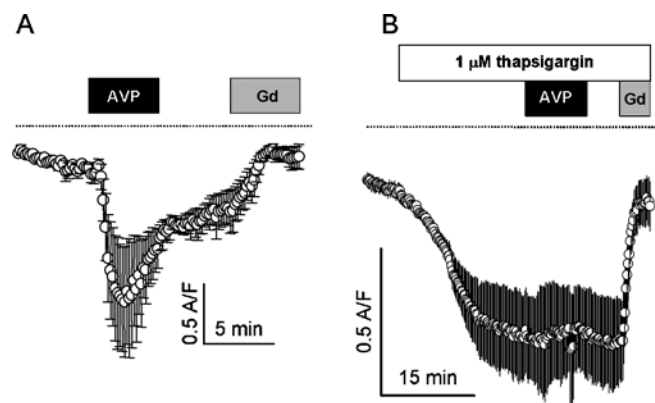 A
B
1 μM thapsigargin
AVP
Gd
AVP
Gd
0.5 A/F
5 min
0.5 A/F
15 min